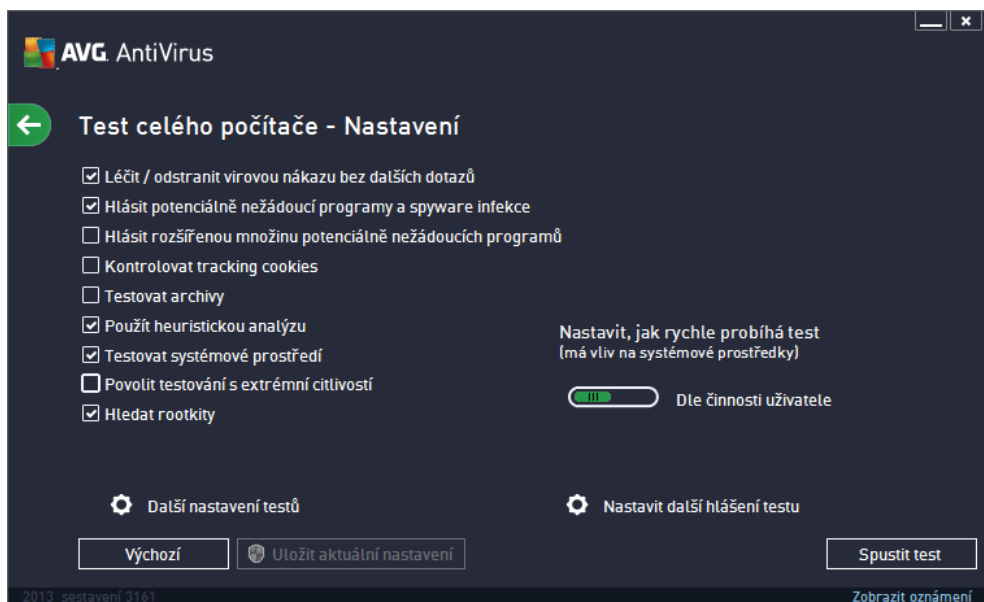 AVG. AntiVirus
Test celého počítače - Nastavení
Léčit / odstranit virovou nákazu bez dalších dotazů
Hlásit potenciálně nežádoucí programy a spyware infekce
Hlásit rozšířenou množinu potenciálně nežádoucích programů
Kontrolovat tracking cookies
Testovat archivy
Použít heuristickou analýzu
Testovat systémové prostředí
Povolit testování s extrémní citlivostí
Hledat rootkity
Nastavit, jak rychle probíhá test
(má vliv na systémové prostředky)
Dle činnosti uživatele
Další nastavení testů
Nastavit další hlášení testu
Výchozí
Uložit aktuální nastavení
Spustit test
2013 sestavení 3161
Zobrazit oznámení